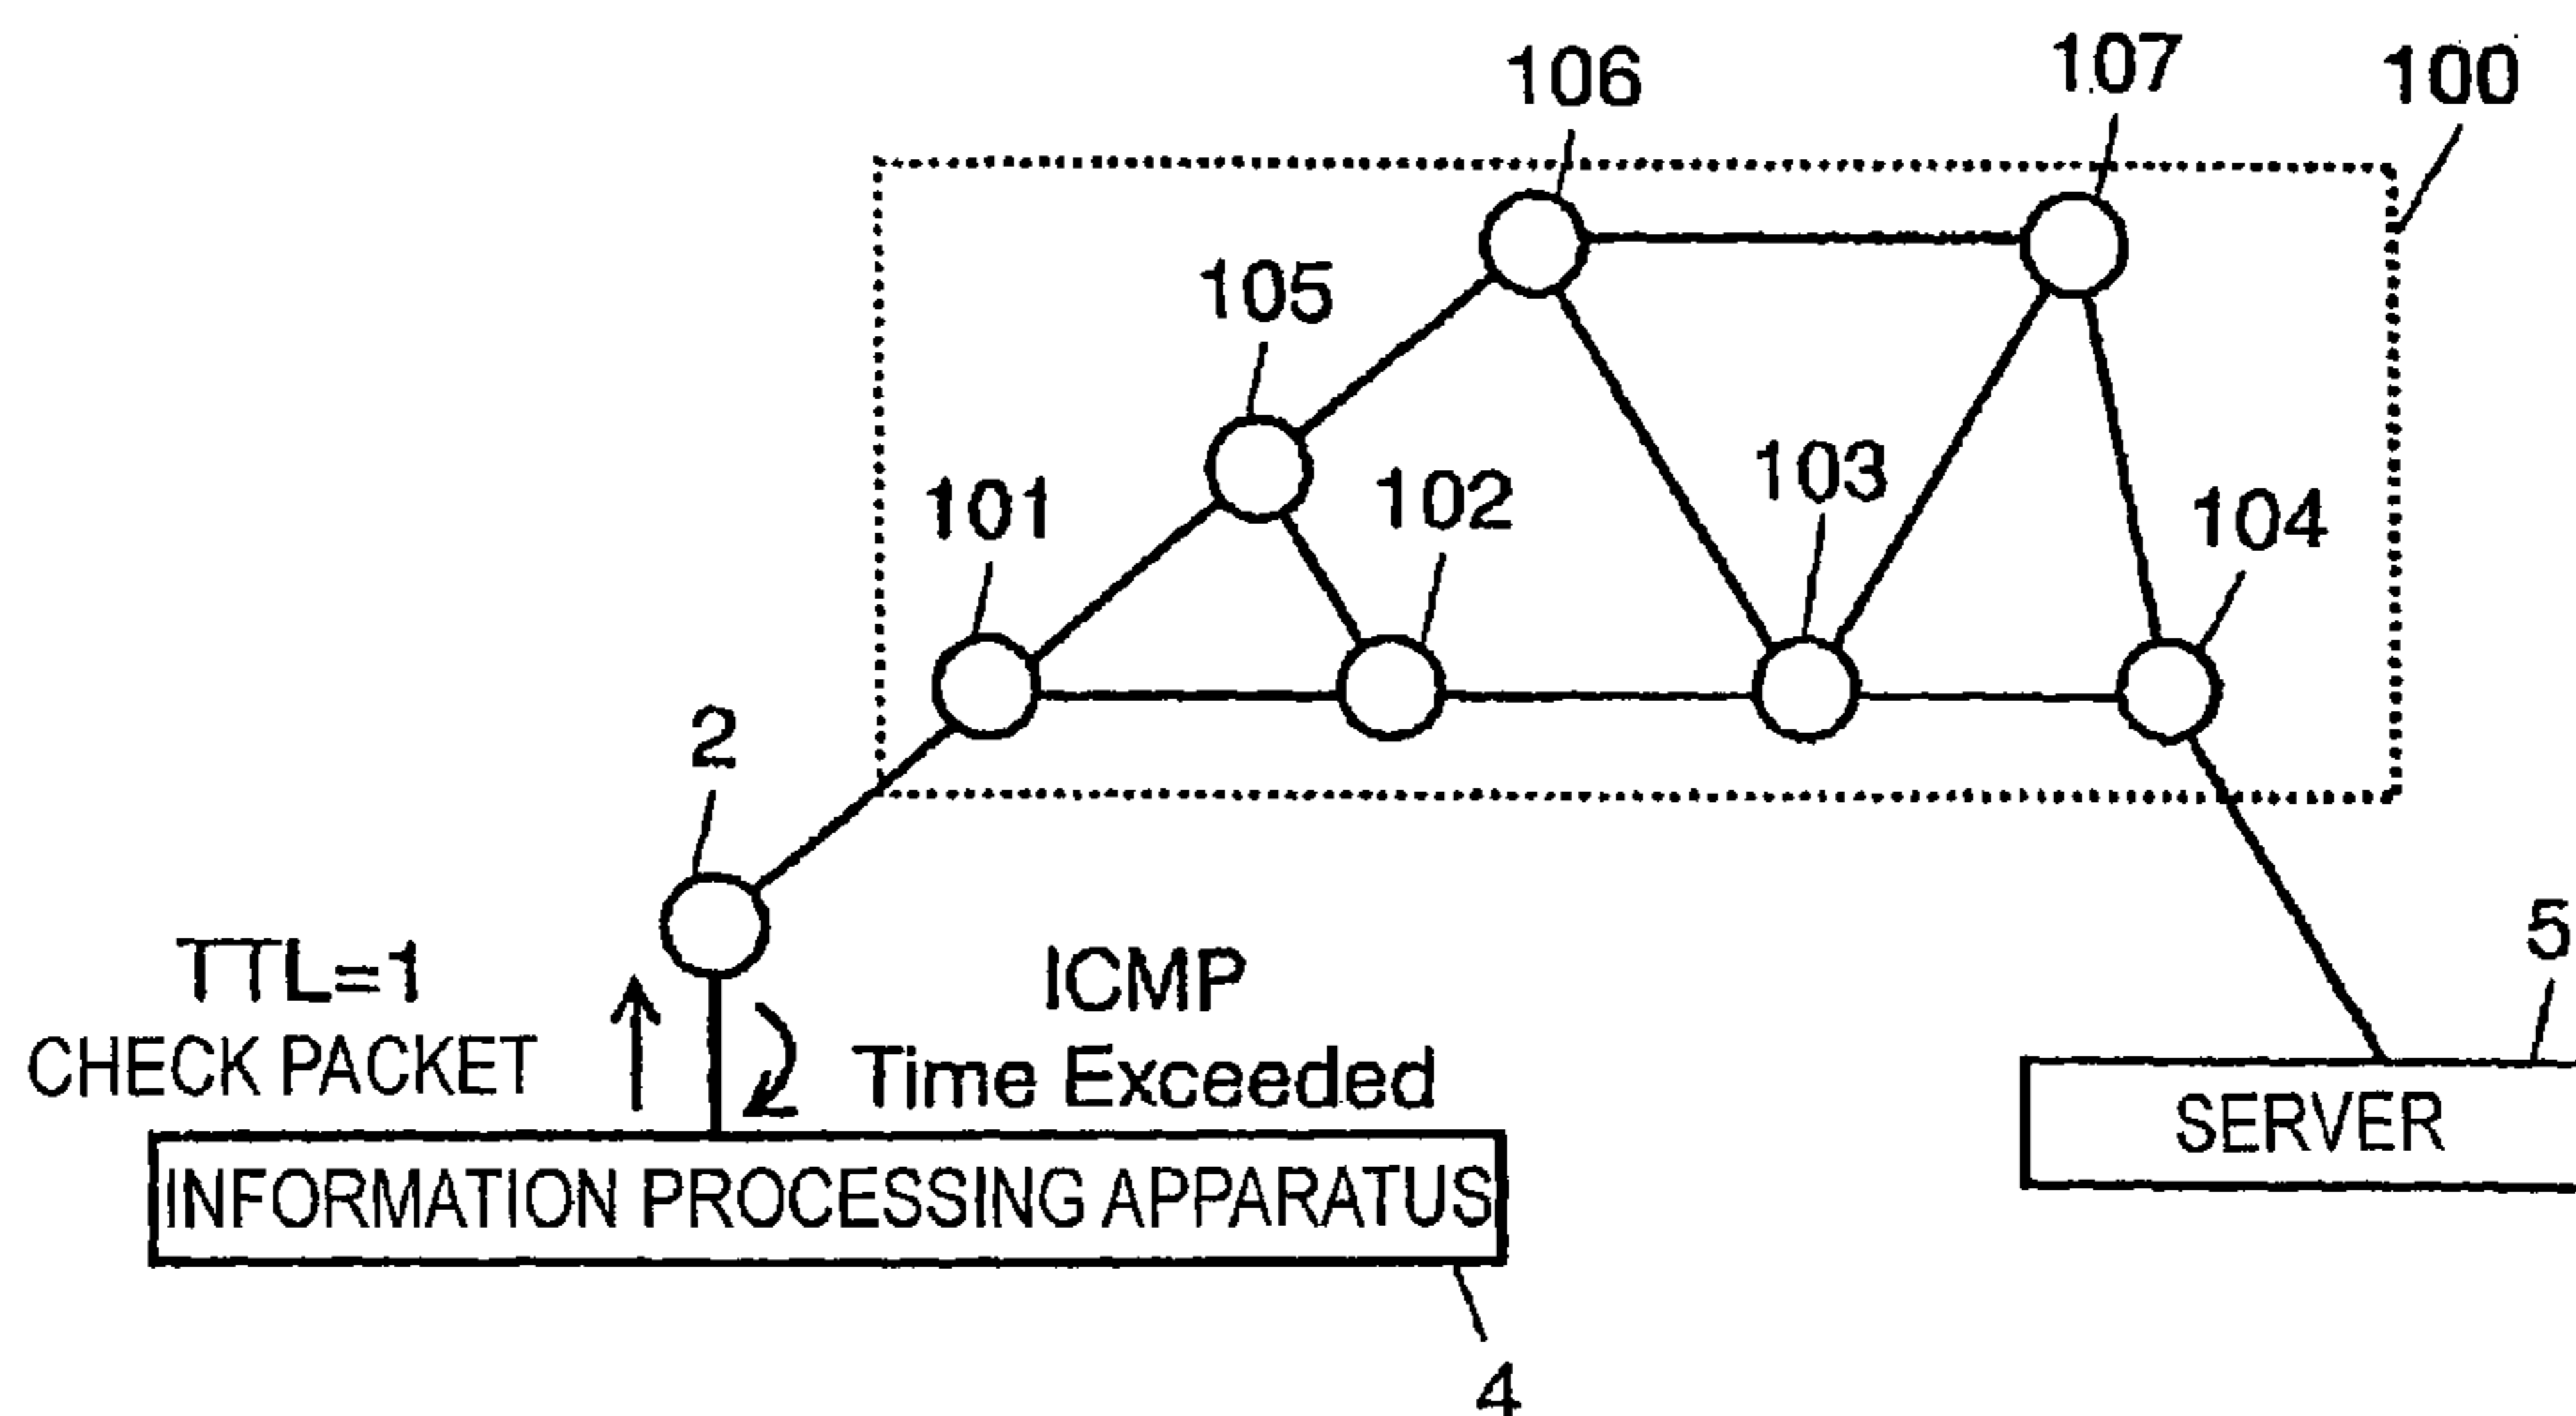 106
107
100
105
101
102
103
104
2
TTL=1
CHECK PACKET
ICMP
Time Exceeded
5
SERVER
INFORMATION PROCESSING APPARATUS
4